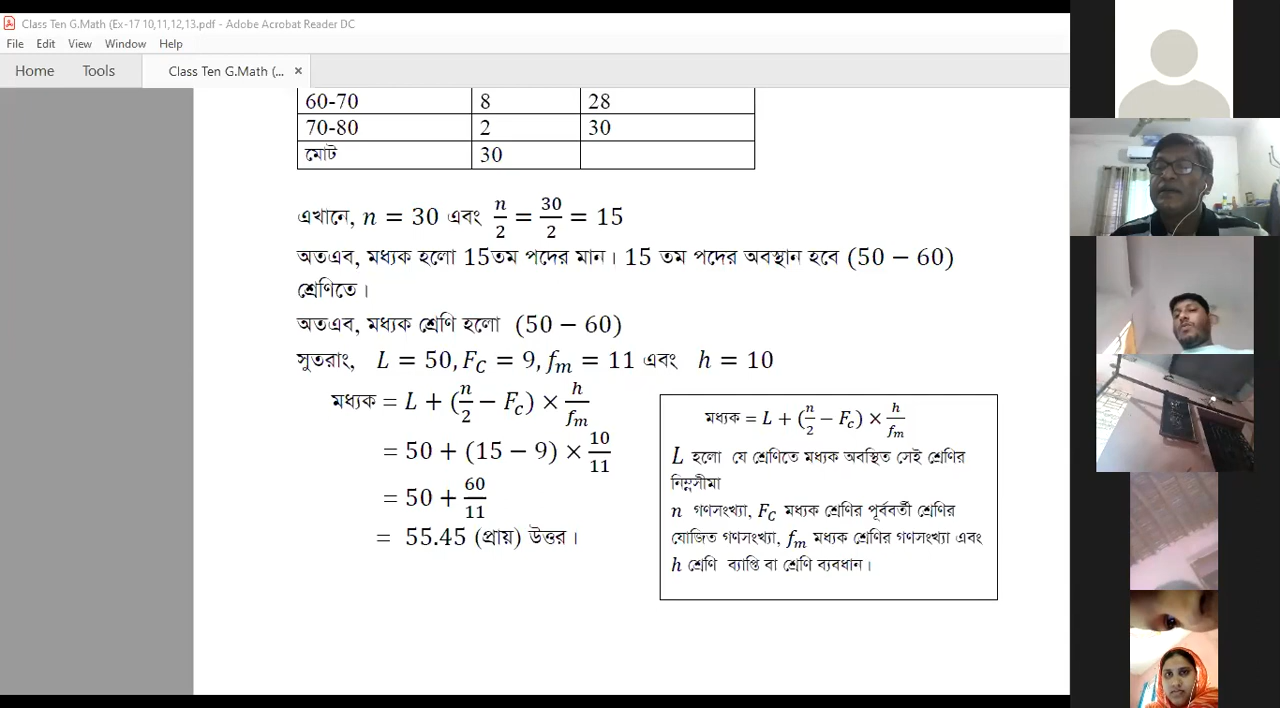 Class Ten G.Math (Ex-17 10,11,12,13.pdf - Adobe Acrobat Reader DC
File Edit View Window Help
Home Tools Class Ten G.Math (... ×
60-70 8 28
70-80 2 30
মোট 30
এখানে, n = 30 এবং n/2 = 30/2 = 15
অতএব, মধ্যক হলো 15তম পদের মান। 15 তম পদের অবস্থান হবে (50 − 60)
শ্রেণিতে।
অতএব, মধ্যক শ্রেণি হলো (50 − 60)
সুতরাং, L = 50, F_C = 9, f_m = 11 এবং h = 10
মধ্যক = L + (n/2 − F_c) × h/f_m
= 50 + (15 − 9) × 10/11
= 50 + 60/11
= 55.45 (প্রায়) উত্তর।
মধ্যক = L + (n/2 − F_c) × h/f_m
L হলো যে শ্রেণিতে মধ্যক অবস্থিত সেই শ্রেণির
নিম্নসীমা
n গণসংখ্যা, F_C মধ্যক শ্রেণির পূর্ববর্তী শ্রেণির
যোজিত গণসংখ্যা, f_m মধ্যক শ্রেণির গণসংখ্যা এবং
h শ্রেণি ব্যাপ্তি বা শ্রেণি ব্যবধান।